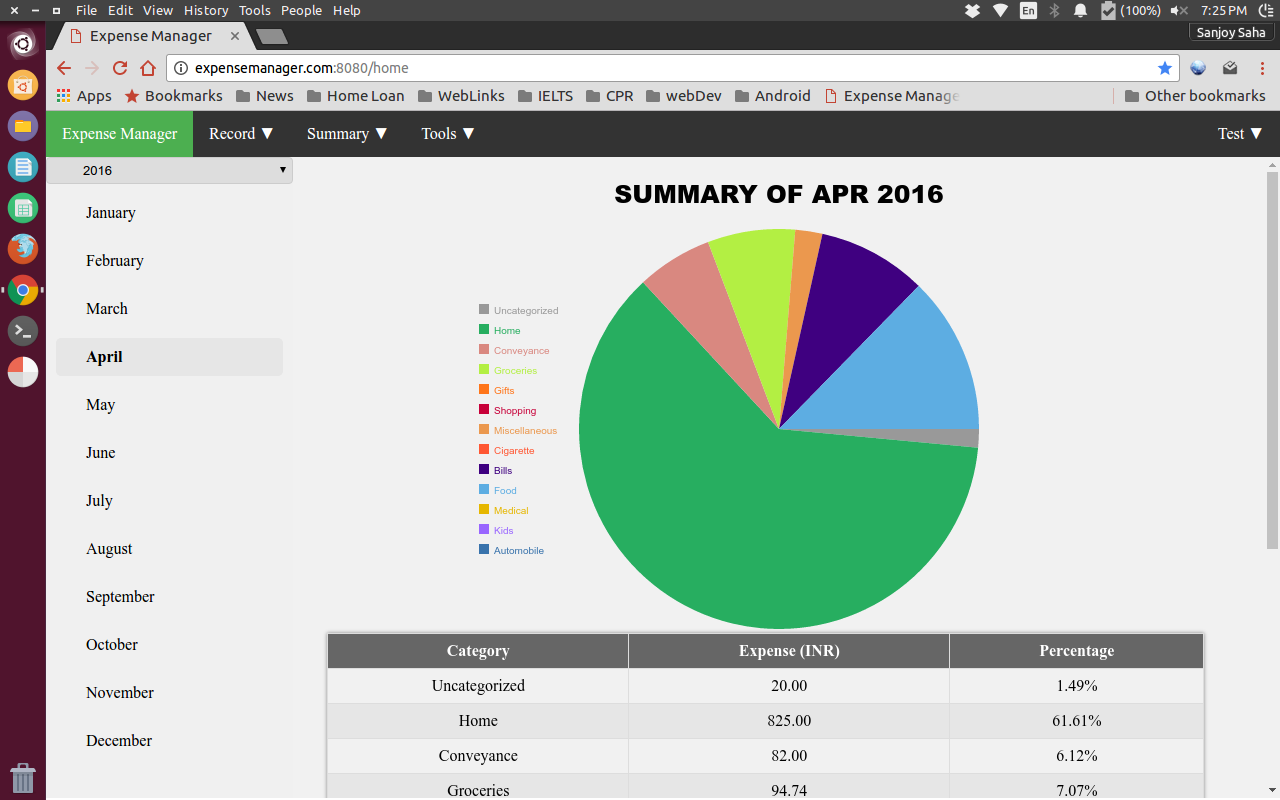 File Edit View History Tools People Help
En (100%) 7:25 PM
Expense Manager
Sanjoy Saha
expensemanager.com:8080/home
Apps Bookmarks News Home Loan WebLinks IELTS CPR webDev Android Expense Manage Other bookmarks
Expense Manager Record ▼ Summary ▼ Tools ▼ Test ▼
2016
January
February
March
April
May
June
July
August
September
October
November
December
SUMMARY OF APR 2016
Uncategorized
Home
Conveyance
Groceries
Gifts
Shopping
Miscellaneous
Cigarette
Bills
Food
Medical
Kids
Automobile
Category Expense (INR) Percentage
Uncategorized 20.00 1.49%
Home 825.00 61.61%
Conveyance 82.00 6.12%
Groceries 94.74 7.07%